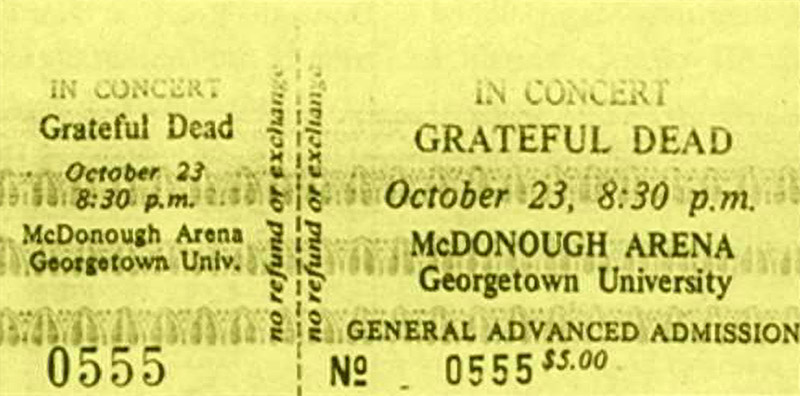 IN CONCERT
Grateful Dead
October 23
8:30 p.m.
McDonough Arena
Georgetown Univ.
0555
no refund or exchange
no refund or exchange
IN CONCERT
GRATEFUL DEAD
October 23, 8:30 p.m.
McDONOUGH ARENA
Georgetown University
GENERAL ADVANCED ADMISSION
Nº 0555 $5.00